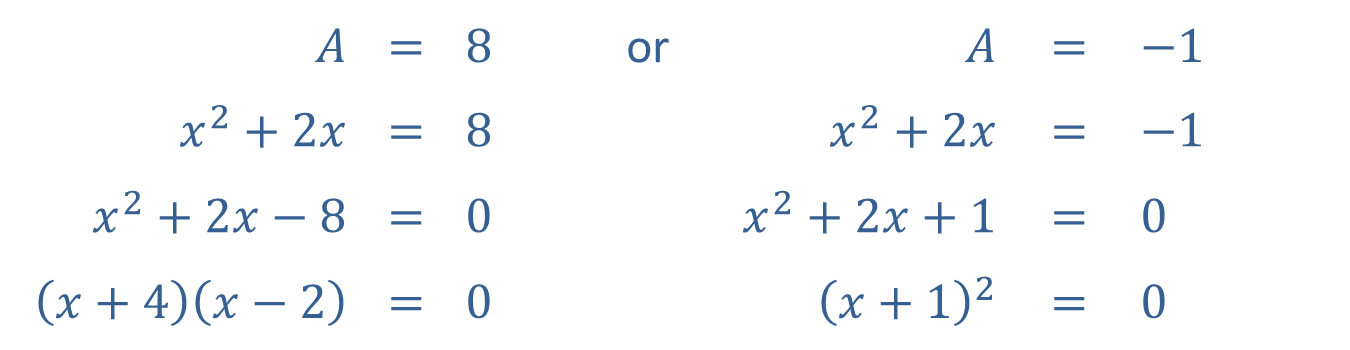 A = 8 or A = −1
x² + 2x = 8 x² + 2x = −1
x² + 2x − 8 = 0 x² + 2x + 1 = 0
(x + 4)(x − 2) = 0 (x + 1)² = 0